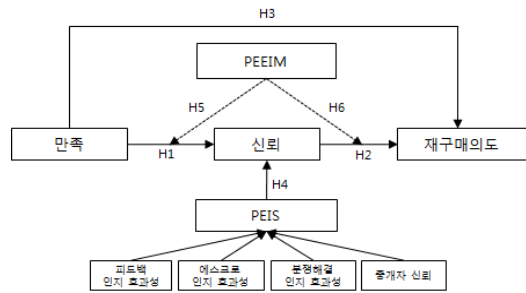 H3
PEEIM
H5
H6
만족
H1
신뢰
H2
재구매의도
H4
PEIS
피드백
인지 효과성
에스크로
인지 효과성
분쟁해결
인지 효과성
중개자 신뢰